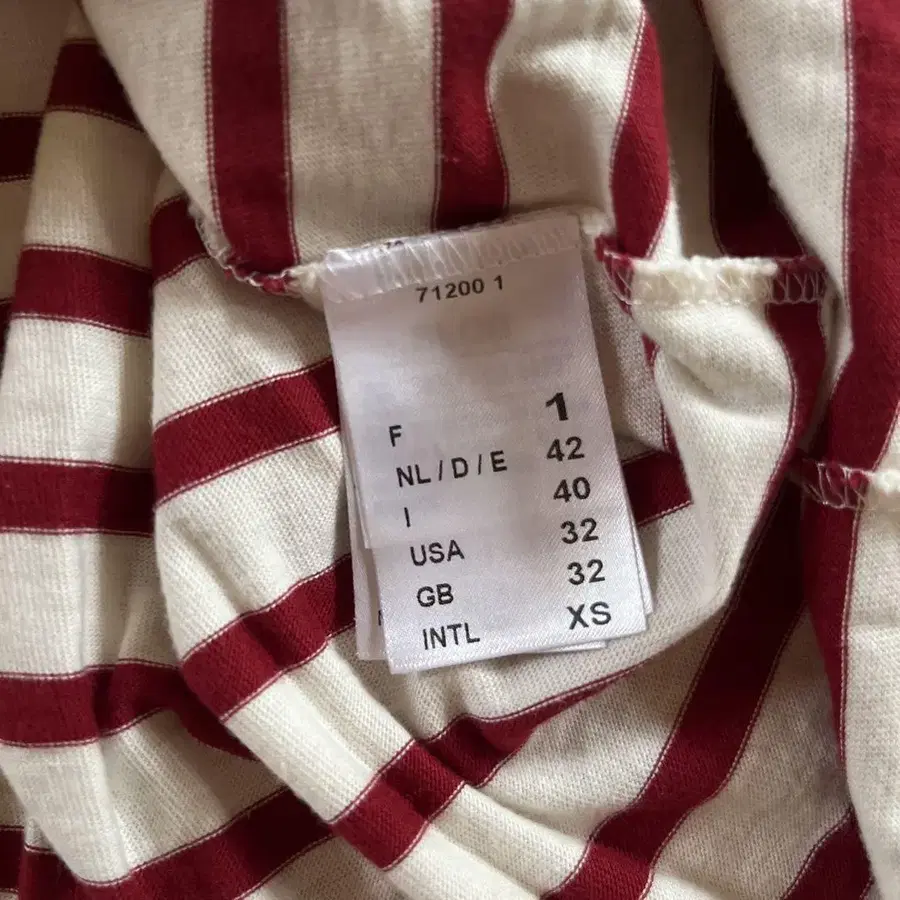 71200 1
F 1
NL / D / E 42
I 40
USA 32
GB 32
INTL XS